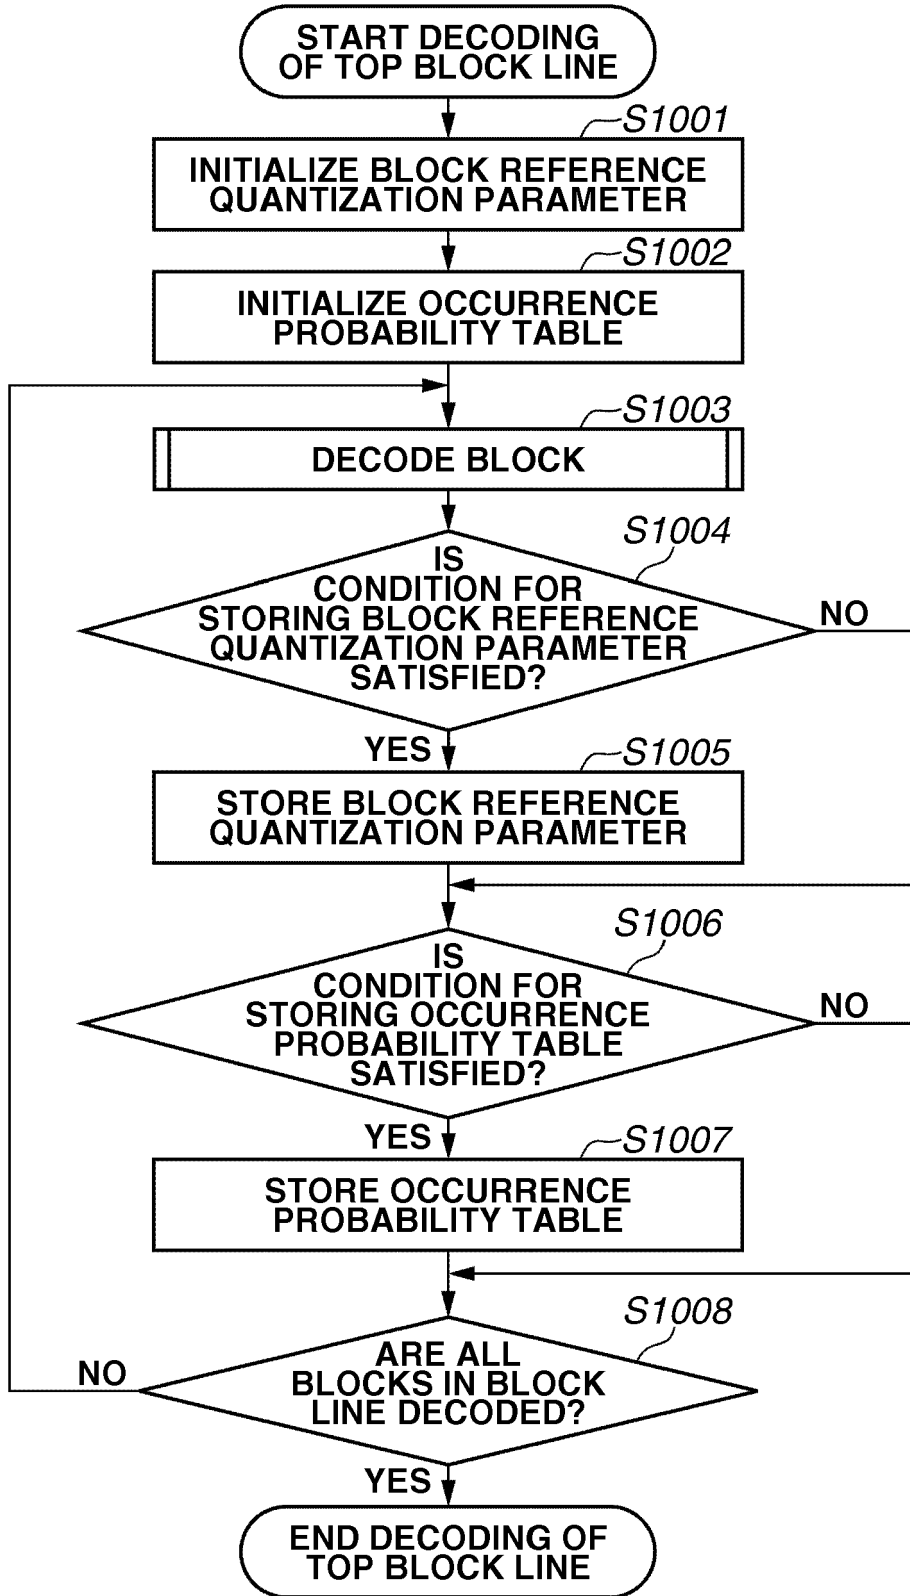 START DECODING
OF TOP BLOCK LINE
S1001
INITIALIZE BLOCK REFERENCE
QUANTIZATION PARAMETER
S1002
INITIALIZE OCCURRENCE
PROBABILITY TABLE
S1003
DECODE BLOCK
S1004
IS
CONDITION FOR
STORING BLOCK REFERENCE
QUANTIZATION PARAMETER
SATISFIED?
NO
YES
S1005
STORE BLOCK REFERENCE
QUANTIZATION PARAMETER
S1006
IS
CONDITION FOR
STORING OCCURRENCE
PROBABILITY TABLE
SATISFIED?
NO
YES
S1007
STORE OCCURRENCE
PROBABILITY TABLE
S1008
ARE ALL
BLOCKS IN BLOCK
LINE DECODED?
NO
YES
END DECODING OF
TOP BLOCK LINE